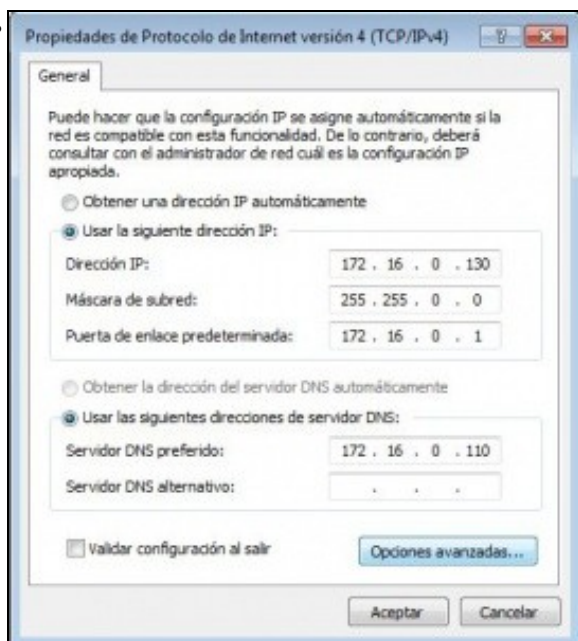 Propiedades de Protocolo de Internet versión 4 (TCP/IPv4)
General
Puede hacer que la configuración IP se asigne automáticamente si la
red es compatible con esta funcionalidad. De lo contrario, deberá
consultar con el administrador de red cuál es la configuración IP
apropiada.
Obtener una dirección IP automáticamente
Usar la siguiente dirección IP:
Dirección IP: 172 . 16 . 0 . 130
Máscara de subred: 255 . 255 . 0 . 0
Puerta de enlace predeterminada: 172 . 16 . 0 . 1
Obtener la dirección del servidor DNS automáticamente
Usar las siguientes direcciones de servidor DNS:
Servidor DNS preferido: 172 . 16 . 0 . 110
Servidor DNS alternativo: . . .
Validar configuración al salir
Opciones avanzadas...
Aceptar Cancelar